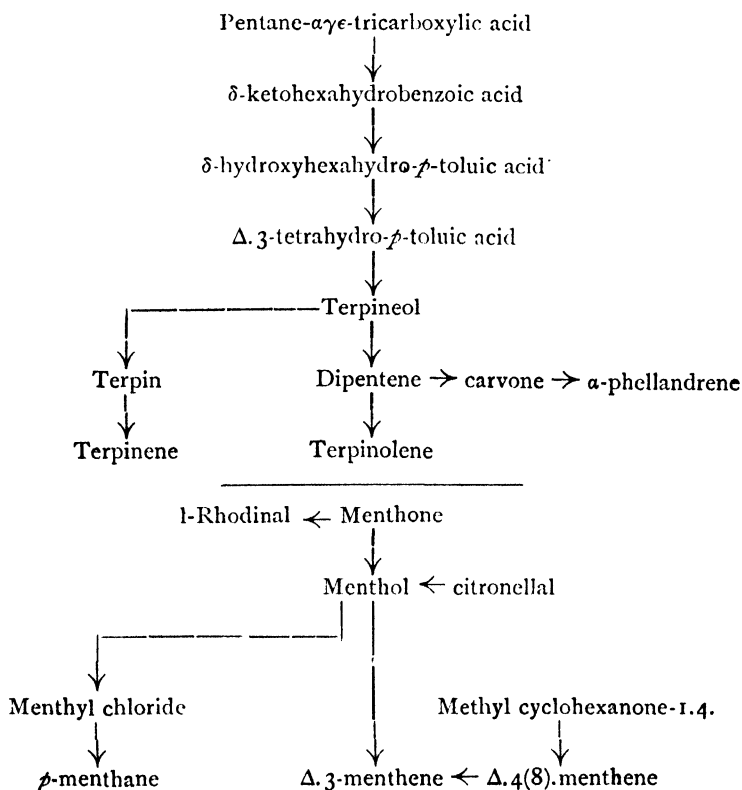 Pentane-αγε-tricarboxylic acid
δ-ketohexahydrobenzoic acid
δ-hydroxyhexahydro-p-toluic acid
Δ.3-tetrahydro-p-toluic acid
Terpineol
Terpin Dipentene → carvone → α-phellandrene
Terpinene Terpinolene
l-Rhodinal ← Menthone
Menthol ← citronellal
Menthyl chloride Methyl cyclohexanone-1.4.
p-menthane Δ.3-menthene ← Δ.4(8).menthene